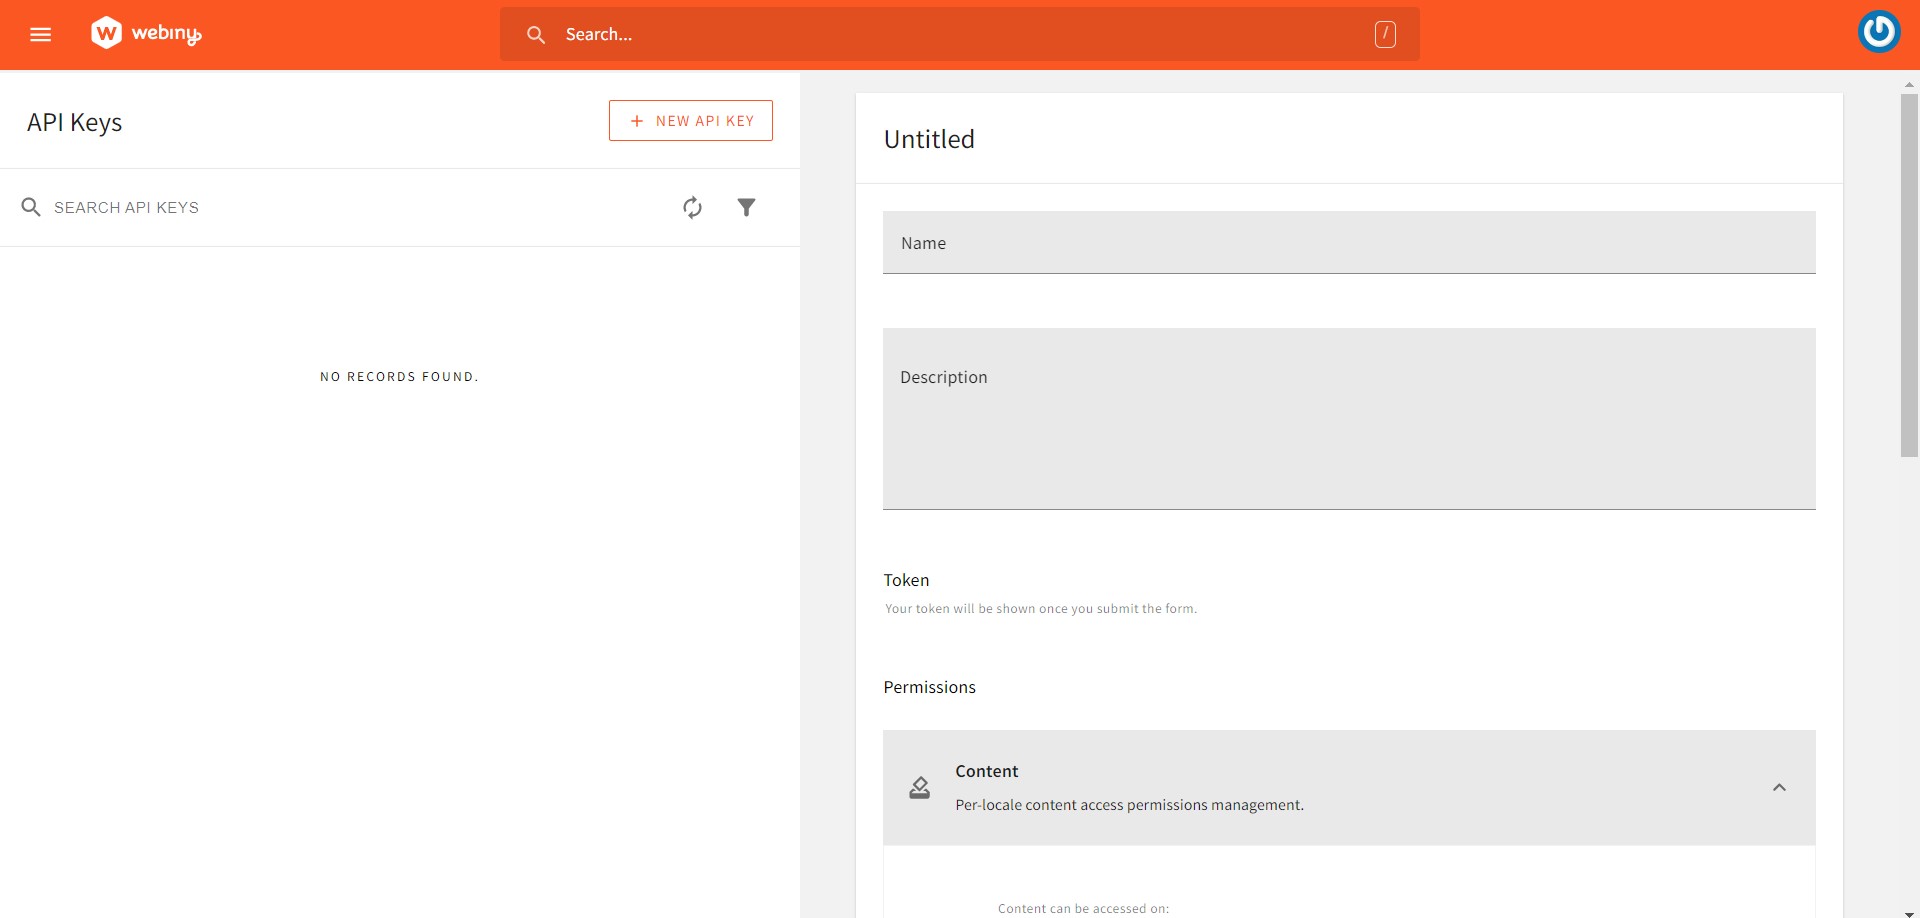 webiny
Search...
/
API Keys
+ NEW API KEY
SEARCH API KEYS
NO RECORDS FOUND.
Untitled
Name
Description
Token
Your token will be shown once you submit the form.
Permissions
Content
Per-locale content access permissions management.
Content can be accessed on: